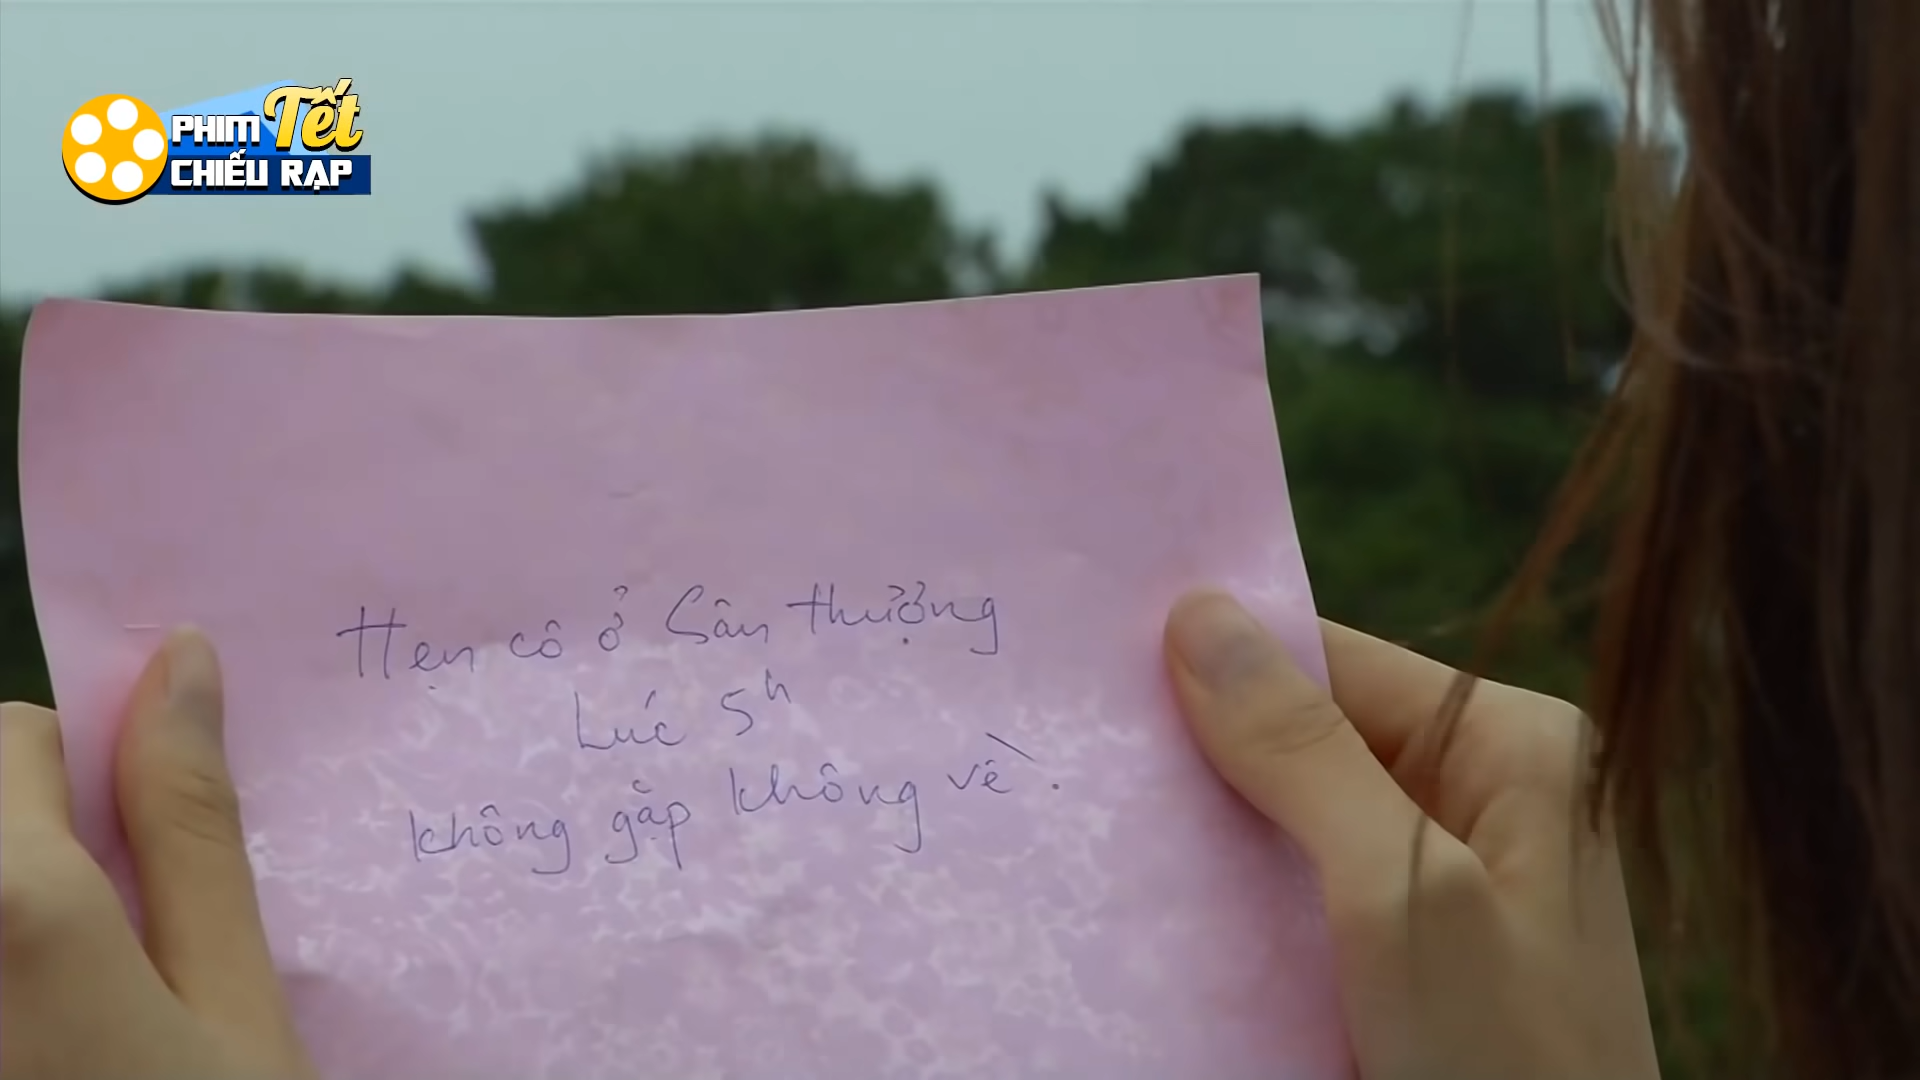 PHIM Tết
CHIẾU RẠP
Hẹn cô ở Sân thượng
Lúc 5h
không gặp không về.